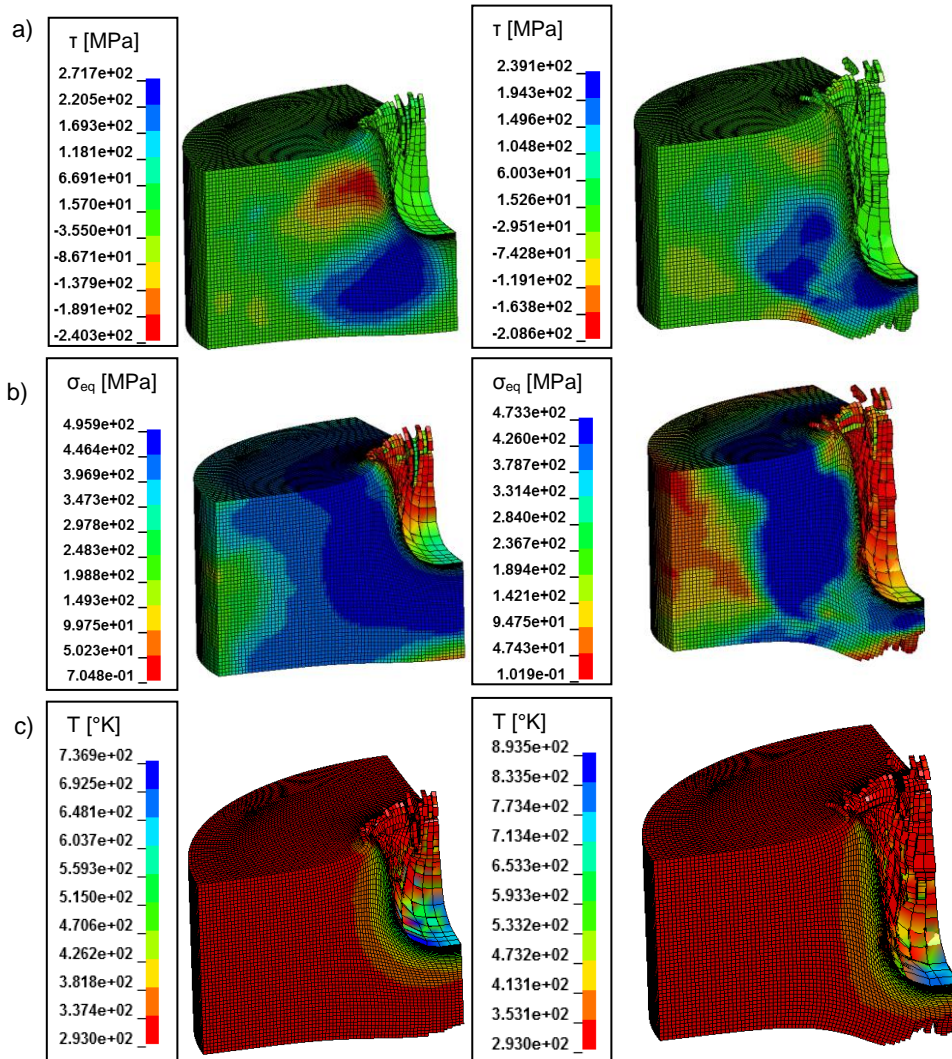 a)
τ [MPa]
2.717e+02
2.205e+02
1.693e+02
1.181e+02
6.691e+01
1.570e+01
-3.550e+01
-8.671e+01
-1.379e+02
-1.891e+02
-2.403e+02
τ [MPa]
2.391e+02
1.943e+02
1.496e+02
1.048e+02
6.003e+01
1.526e+01
-2.951e+01
-7.428e+01
-1.191e+02
-1.638e+02
-2.086e+02
b)
σeq [MPa]
4.959e+02
4.464e+02
3.969e+02
3.473e+02
2.978e+02
2.483e+02
1.988e+02
1.493e+02
9.975e+01
5.023e+01
7.048e-01
σeq [MPa]
4.733e+02
4.260e+02
3.787e+02
3.314e+02
2.840e+02
2.367e+02
1.894e+02
1.421e+02
9.475e+01
4.743e+01
1.019e-01
c)
T [°K]
7.369e+02
6.925e+02
6.481e+02
6.037e+02
5.593e+02
5.150e+02
4.706e+02
4.262e+02
3.818e+02
3.374e+02
2.930e+02
T [°K]
8.935e+02
8.335e+02
7.734e+02
7.134e+02
6.533e+02
5.933e+02
5.332e+02
4.732e+02
4.131e+02
3.531e+02
2.930e+02